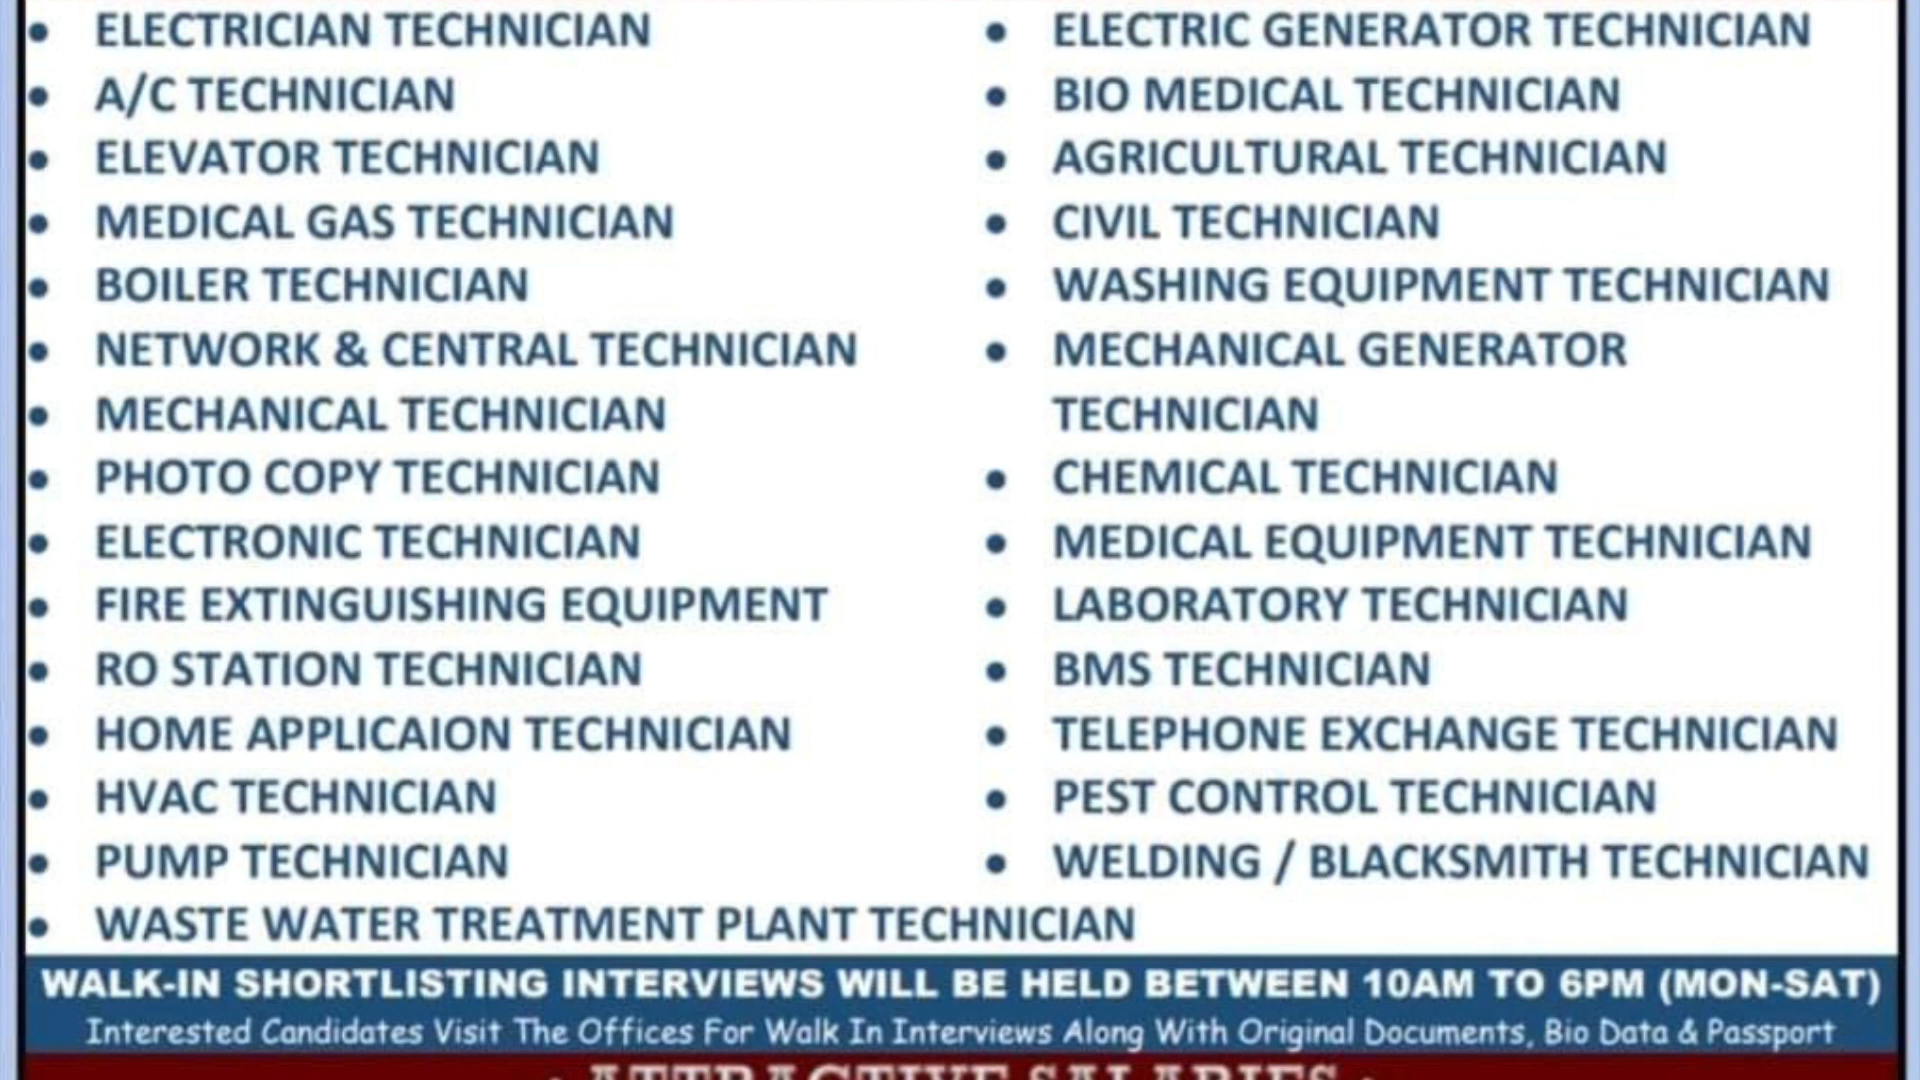 • ELECTRICIAN TECHNICIAN
• A/C TECHNICIAN
• ELEVATOR TECHNICIAN
• MEDICAL GAS TECHNICIAN
• BOILER TECHNICIAN
• NETWORK & CENTRAL TECHNICIAN
• MECHANICAL TECHNICIAN
• PHOTO COPY TECHNICIAN
• ELECTRONIC TECHNICIAN
• FIRE EXTINGUISHING EQUIPMENT
• RO STATION TECHNICIAN
• HOME APPLICAION TECHNICIAN
• HVAC TECHNICIAN
• PUMP TECHNICIAN
• WASTE WATER TREATMENT PLANT TECHNICIAN
• ELECTRIC GENERATOR TECHNICIAN
• BIO MEDICAL TECHNICIAN
• AGRICULTURAL TECHNICIAN
• CIVIL TECHNICIAN
• WASHING EQUIPMENT TECHNICIAN
• MECHANICAL GENERATOR
TECHNICIAN
• CHEMICAL TECHNICIAN
• MEDICAL EQUIPMENT TECHNICIAN
• LABORATORY TECHNICIAN
• BMS TECHNICIAN
• TELEPHONE EXCHANGE TECHNICIAN
• PEST CONTROL TECHNICIAN
• WELDING / BLACKSMITH TECHNICIAN
WALK-IN SHORTLISTING INTERVIEWS WILL BE HELD BETWEEN 10AM TO 6PM (MON-SAT)
Interested Candidates Visit The Offices For Walk In Interviews Along With Original Documents, Bio Data & Passport
• ATTRACTIVE SALARIES •